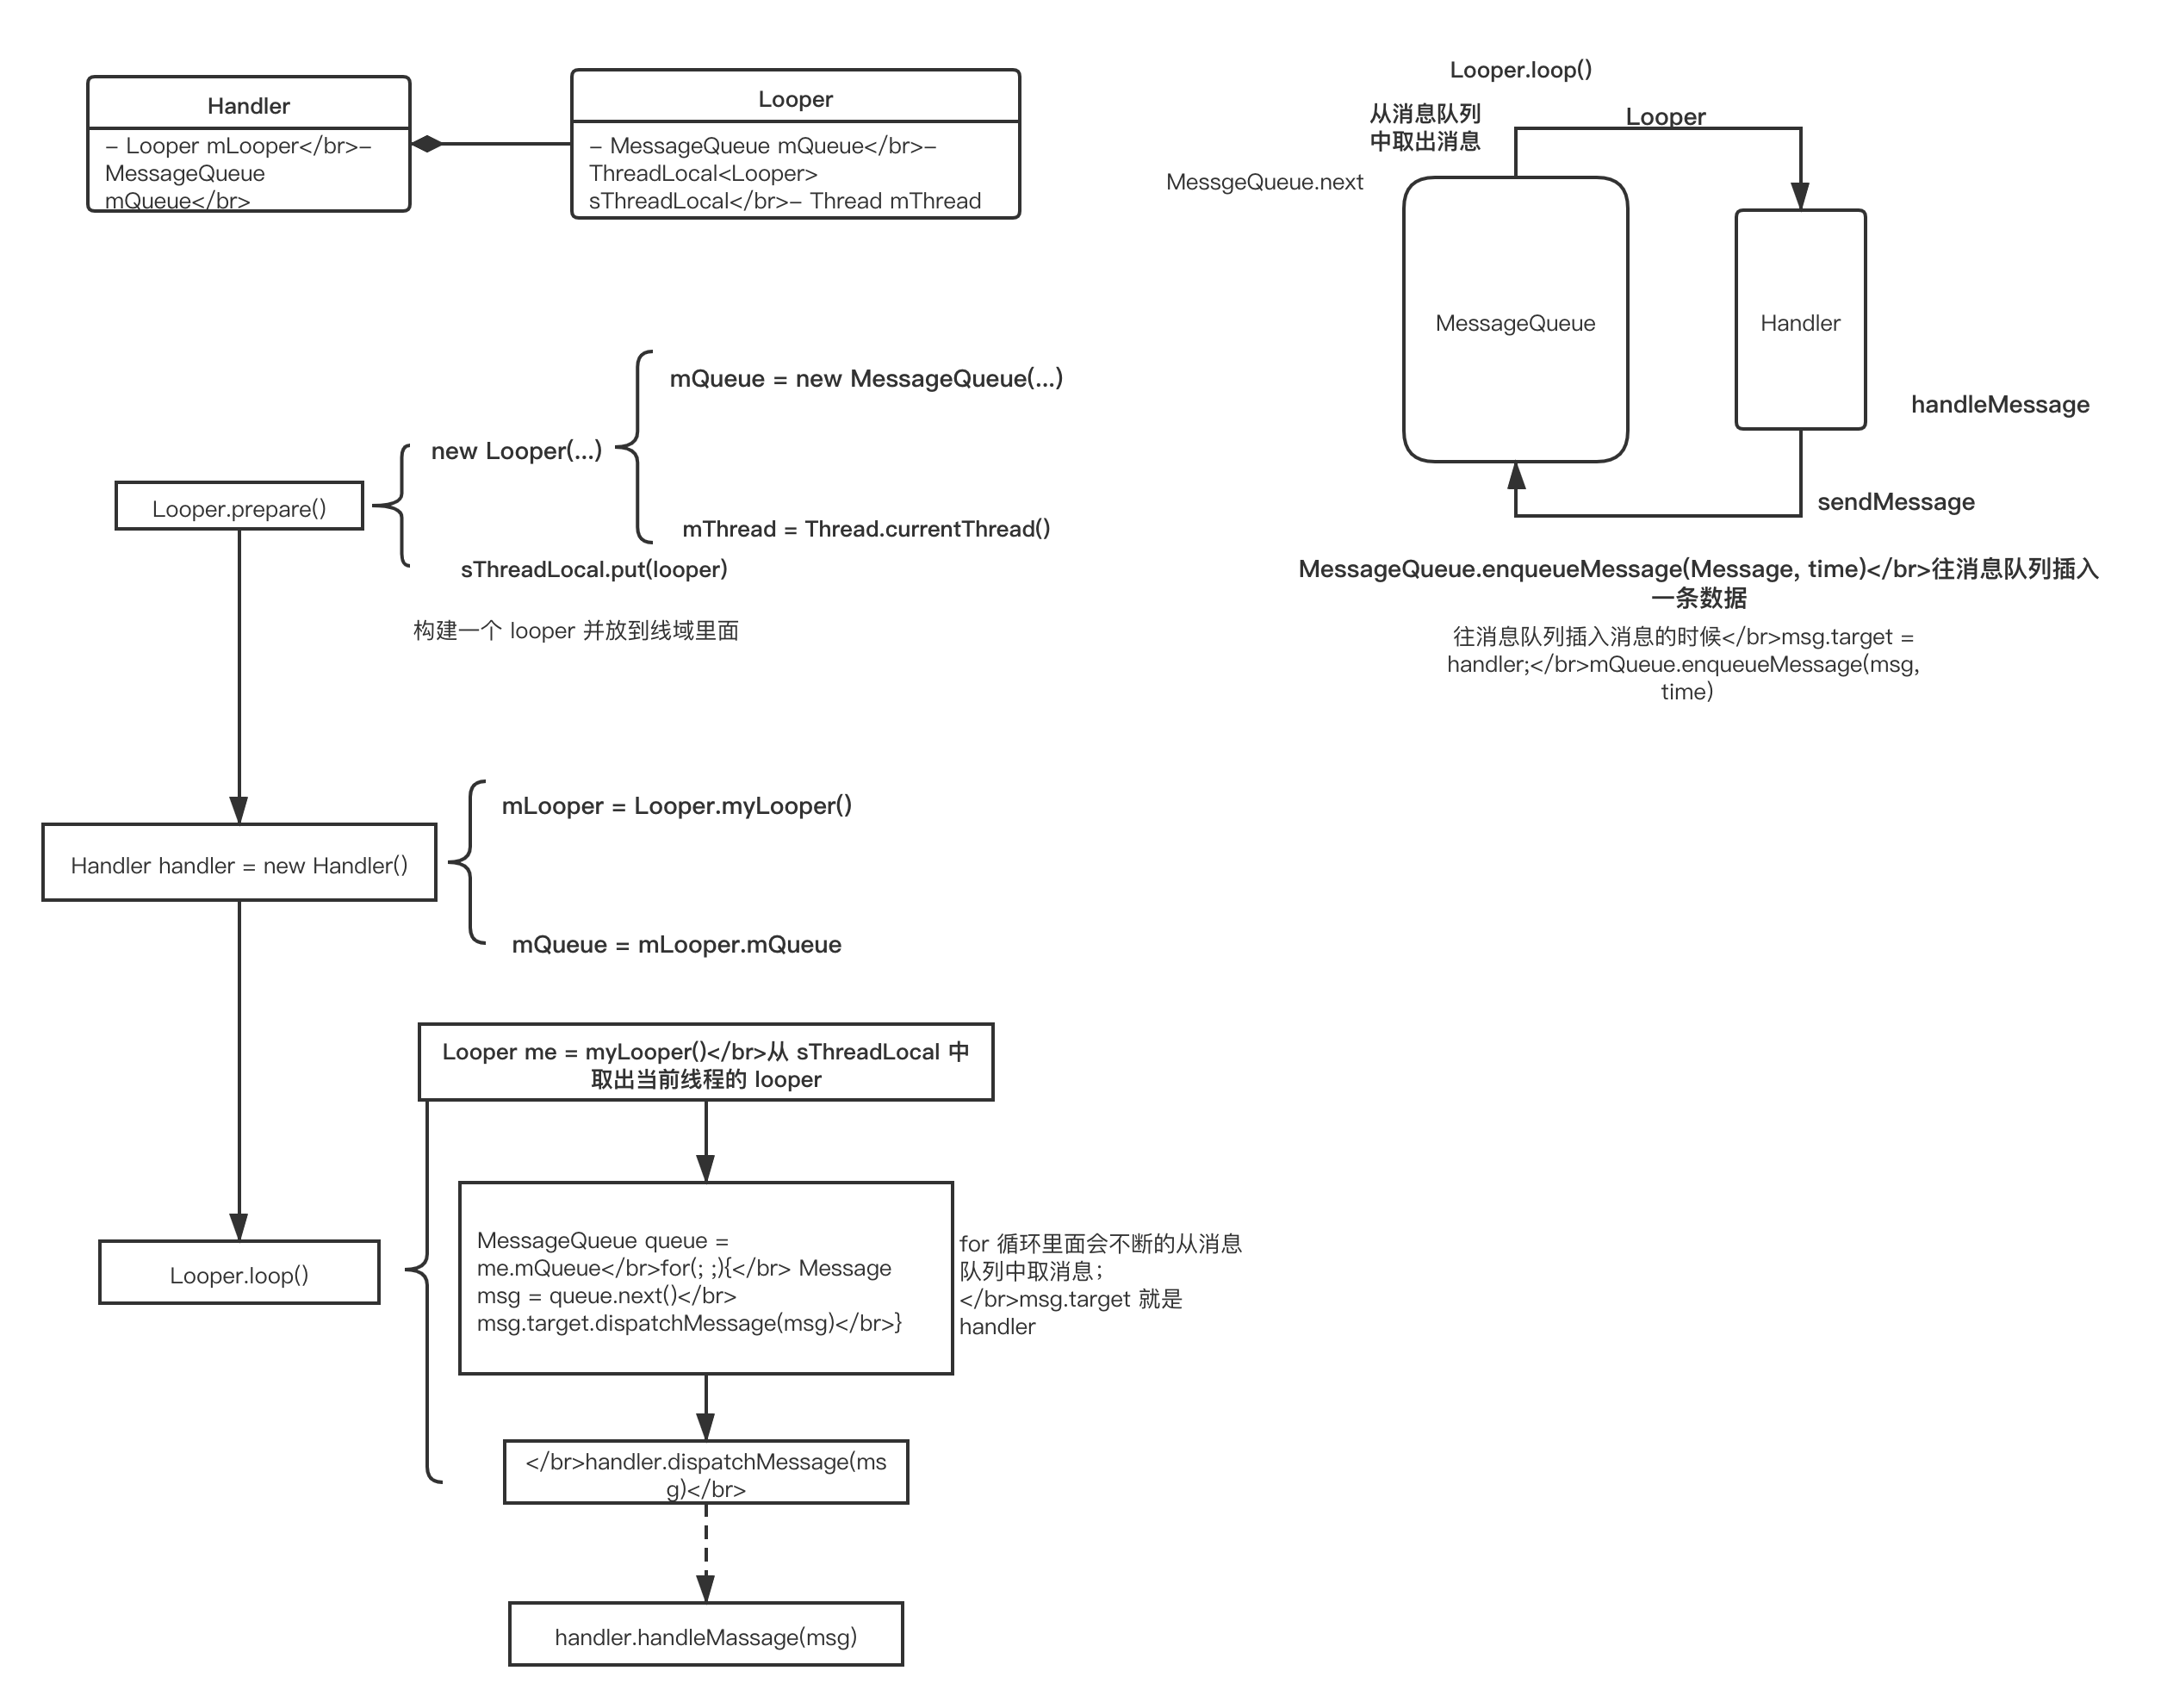 Handler
– Looper mLooper</br>–
MessageQueue
mQueue</br>
Looper
– MessageQueue mQueue</br>–
ThreadLocal<Looper>
sThreadLocal</br>– Thread mThread
Looper.loop()
从消息队列
中取出消息
Looper
MessgeQueue.next
MessageQueue
Handler
handleMessage
sendMessage
MessageQueue.enqueueMessage(Message, time)</br>往消息队列插入
一条数据
往消息队列插入消息的时候</br>msg.target =
handler;</br>mQueue.enqueueMessage(msg,
time)
mQueue = new MessageQueue(...)
new Looper(...)
Looper.prepare()
mThread = Thread.currentThread()
sThreadLocal.put(looper)
构建一个 looper 并放到线域里面
mLooper = Looper.myLooper()
Handler handler = new Handler()
mQueue = mLooper.mQueue
Looper me = myLooper()</br>从 sThreadLocal 中
取出当前线程的 looper
MessageQueue queue =
me.mQueue</br>for(; ;){</br> Message
msg = queue.next()</br>
msg.target.dispatchMessage(msg)</br>}
for 循环里面会不断的从消息
队列中取消息；
</br>msg.target 就是
handler
Looper.loop()
</br>handler.dispatchMessage(ms
g)</br>
handler.handleMassage(msg)